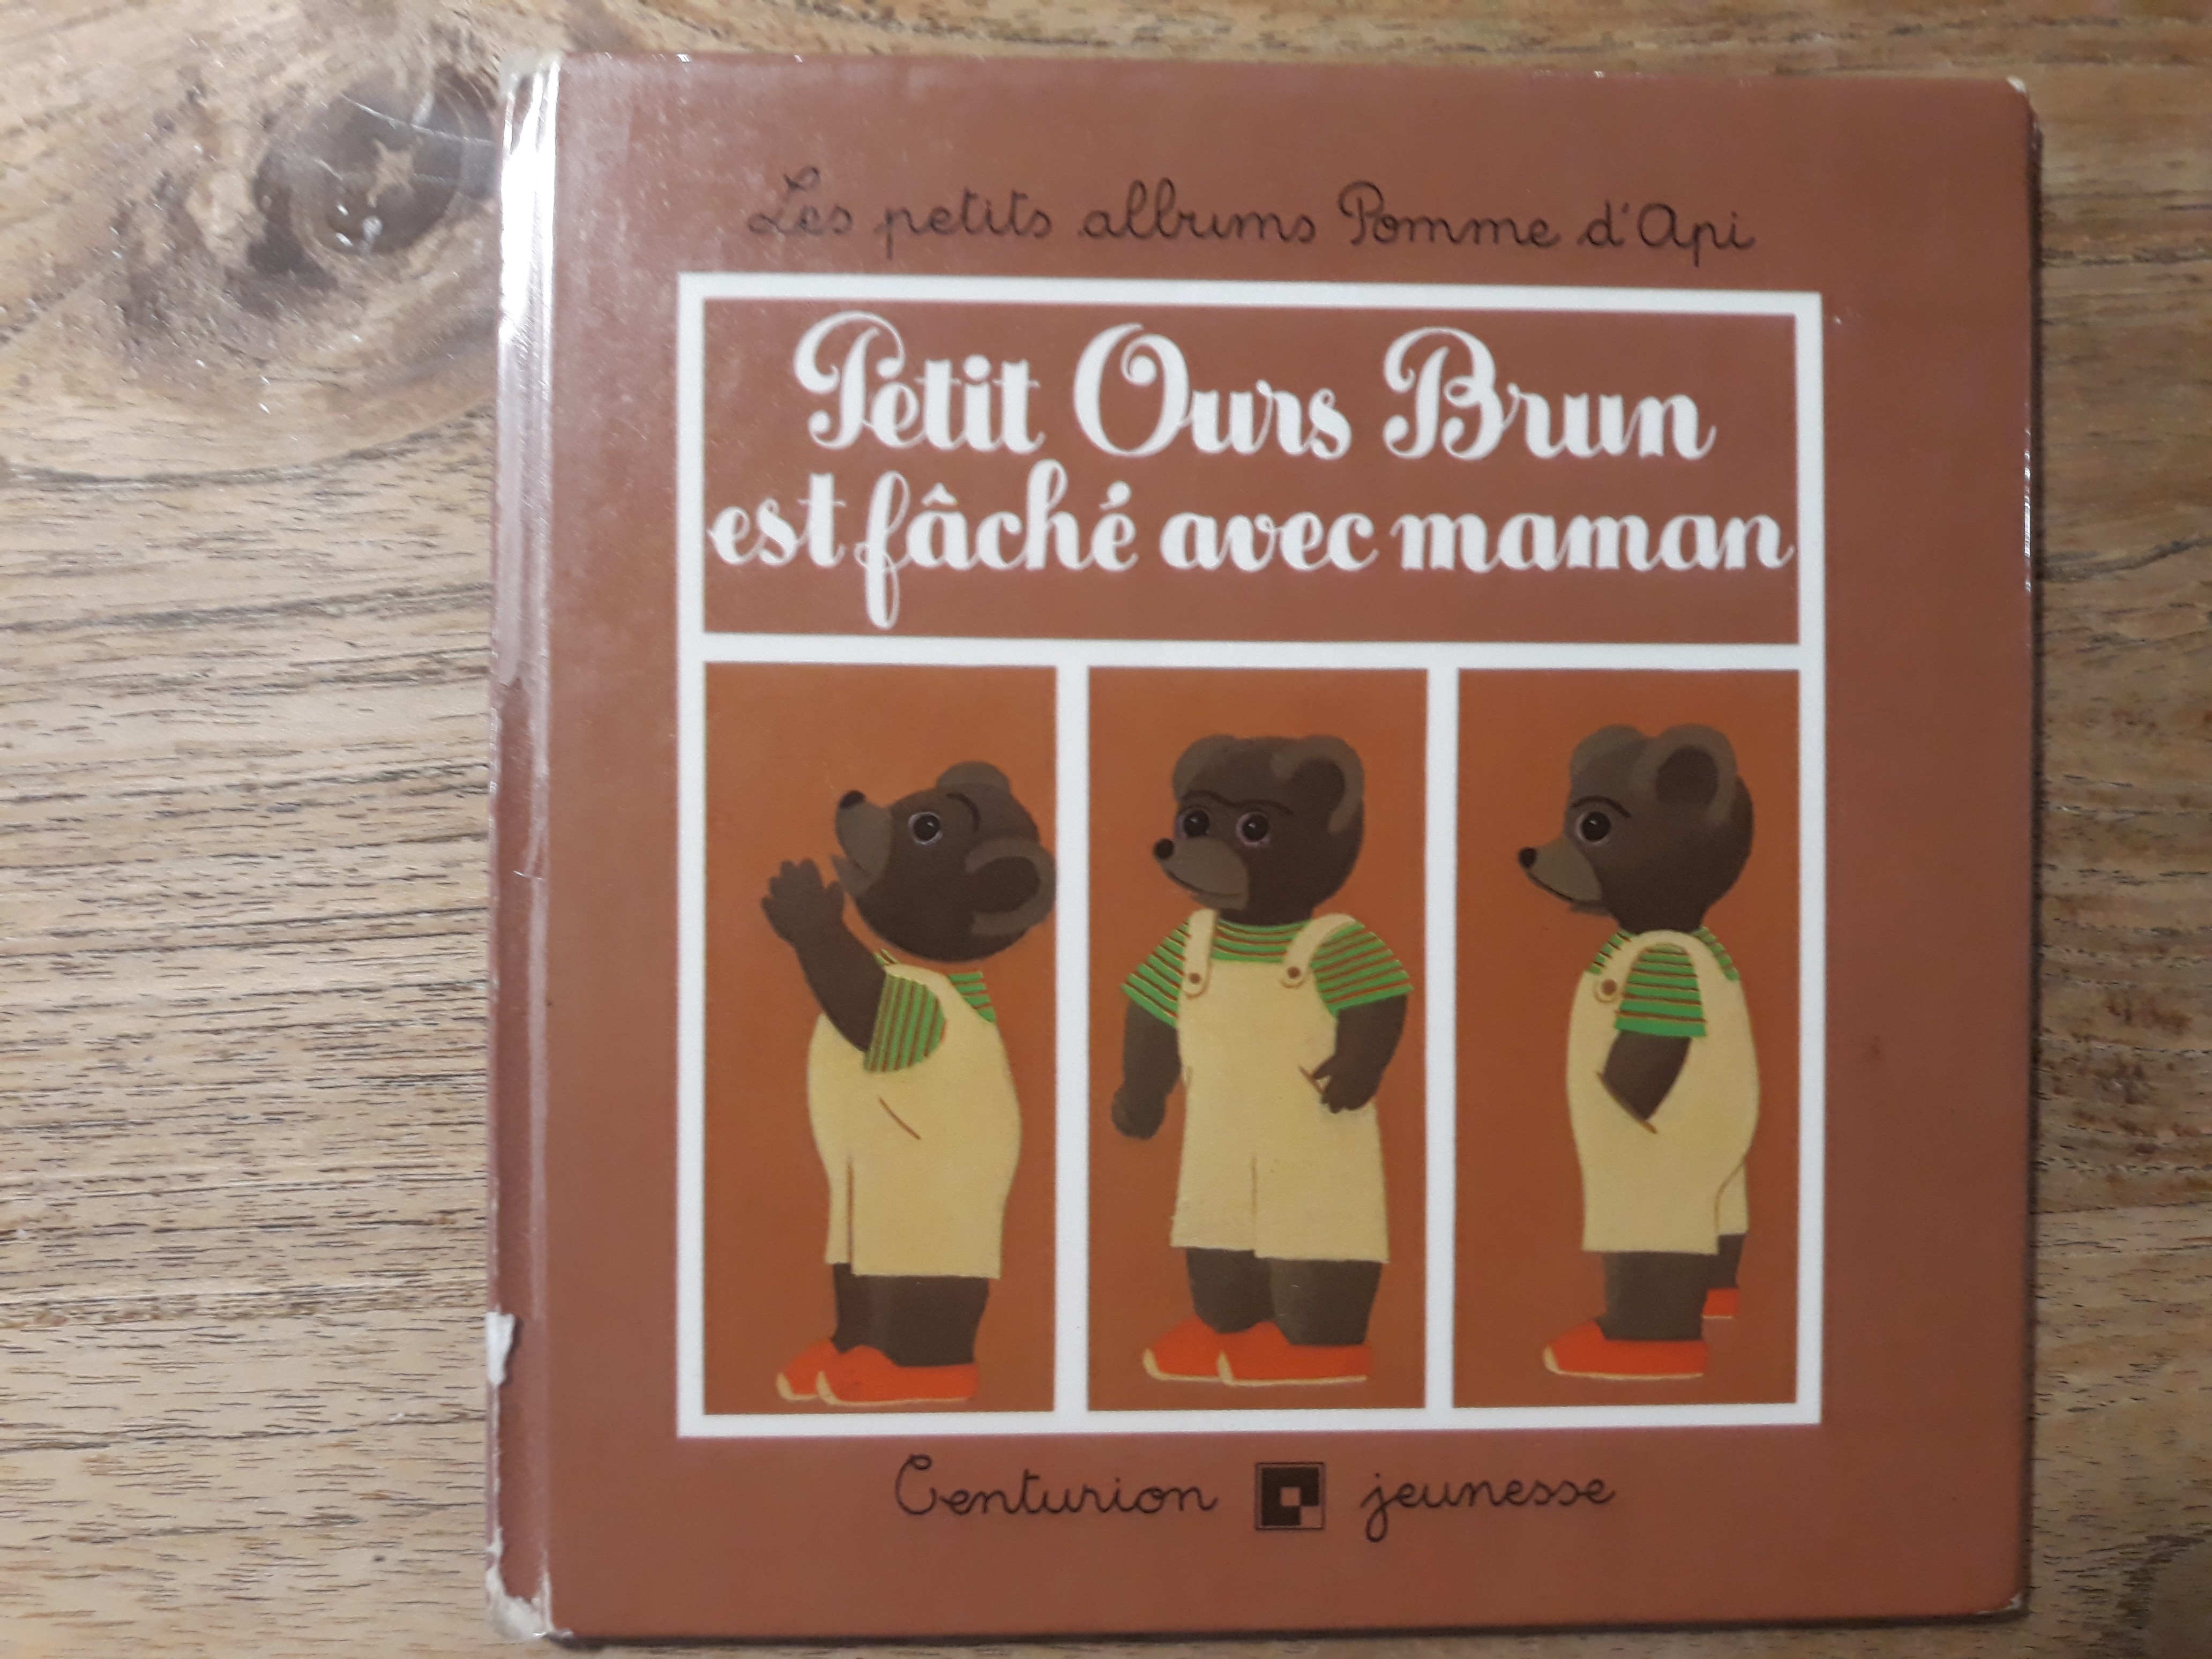 Les petits albums Pomme d'Api
Petit Ours Brun
est fâché avec maman
Centurion jeunesse